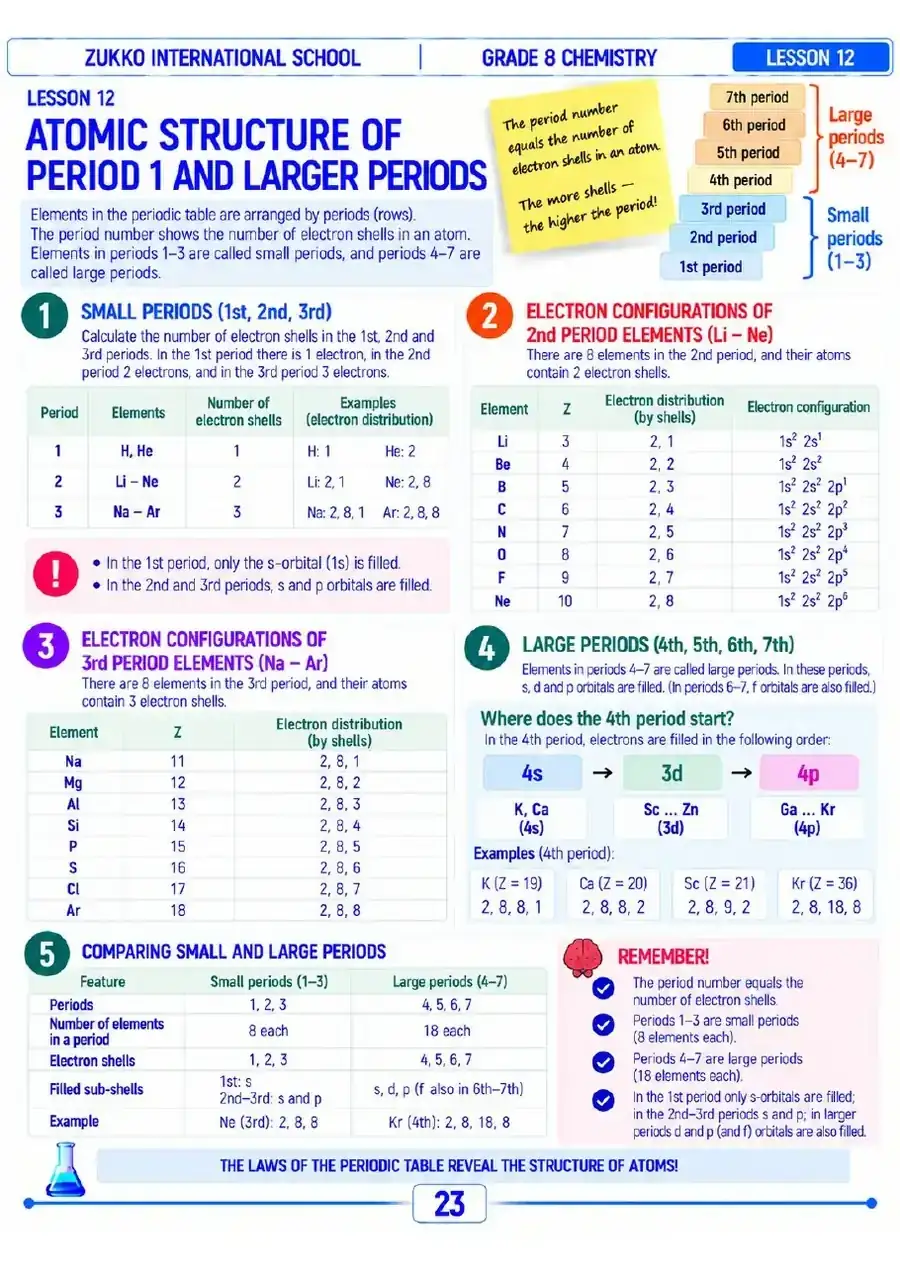 ZUKKO INTERNATIONAL SCHOOL | GRADE 8 CHEMISTRY LESSON 12
LESSON 12
ATOMIC STRUCTURE OF
PERIOD 1 AND LARGER PERIODS
Elements in the periodic table are arranged by periods (rows).
The period number shows the number of electron shells in an atom.
Elements in periods 1–3 are called small periods, and periods 4–7 are
called large periods.
The period number
equals the number of
electron shells in an atom.
The more shells —
the higher the period!
7th period
6th period
5th period
4th period
3rd period
2nd period
1st period
Large
periods
(4–7)
Small
periods
(1–3)
1 SMALL PERIODS (1st, 2nd, 3rd)
Calculate the number of electron shells in the 1st, 2nd and
3rd periods. In the 1st period there is 1 electron, in the 2nd
period 2 electrons, and in the 3rd period 3 electrons.
Period Elements Number of electron shells Examples (electron distribution)
1 H, He 1 H: 1 He: 2
2 Li – Ne 2 Li: 2, 1 Ne: 2, 8
3 Na – Ar 3 Na: 2, 8, 1 Ar: 2, 8, 8
! • In the 1st period, only the s-orbital (1s) is filled.
• In the 2nd and 3rd periods, s and p orbitals are filled.
2 ELECTRON CONFIGURATIONS OF
2nd PERIOD ELEMENTS (Li – Ne)
There are 8 elements in the 2nd period, and their atoms
contain 2 electron shells.
Element Z Electron distribution (by shells) Electron configuration
Li 3 2, 1 1s² 2s¹
Be 4 2, 2 1s² 2s²
B 5 2, 3 1s² 2s² 2p¹
C 6 2, 4 1s² 2s² 2p²
N 7 2, 5 1s² 2s² 2p³
O 8 2, 6 1s² 2s² 2p⁴
F 9 2, 7 1s² 2s² 2p⁵
Ne 10 2, 8 1s² 2s² 2p⁶
3 ELECTRON CONFIGURATIONS OF
3rd PERIOD ELEMENTS (Na – Ar)
There are 8 elements in the 3rd period, and their atoms
contain 3 electron shells.
Element Z Electron distribution (by shells)
Na 11 2, 8, 1
Mg 12 2, 8, 2
Al 13 2, 8, 3
Si 14 2, 8, 4
P 15 2, 8, 5
S 16 2, 8, 6
Cl 17 2, 8, 7
Ar 18 2, 8, 8
4 LARGE PERIODS (4th, 5th, 6th, 7th)
Elements in periods 4–7 are called large periods. In these periods,
s, d and p orbitals are filled. (In periods 6–7, f orbitals are also filled.)
Where does the 4th period start?
In the 4th period, electrons are filled in the following order:
4s → 3d → 4p
K, Ca Sc ... Zn Ga ... Kr
(4s) (3d) (4p)
Examples (4th period):
K (Z = 19) Ca (Z = 20) Sc (Z = 21) Kr (Z = 36)
2, 8, 8, 1 2, 8, 8, 2 2, 8, 9, 2 2, 8, 18, 8
5 COMPARING SMALL AND LARGE PERIODS
Feature Small periods (1–3) Large periods (4–7)
Periods 1, 2, 3 4, 5, 6, 7
Number of elements in a period 8 each 18 each
Electron shells 1, 2, 3 4, 5, 6, 7
Filled sub-shells 1st: s 2nd–3rd: s and p s, d, p (f also in 6th–7th)
Example Ne (3rd): 2, 8, 8 Kr (4th): 2, 8, 18, 8
REMEMBER!
The period number equals the
number of electron shells.
Periods 1–3 are small periods
(8 elements each).
Periods 4–7 are large periods
(18 elements each).
In the 1st period only s-orbitals are filled;
in the 2nd–3rd periods s and p; in larger
periods d and p (and f) orbitals are also filled.
THE LAWS OF THE PERIODIC TABLE REVEAL THE STRUCTURE OF ATOMS!
23